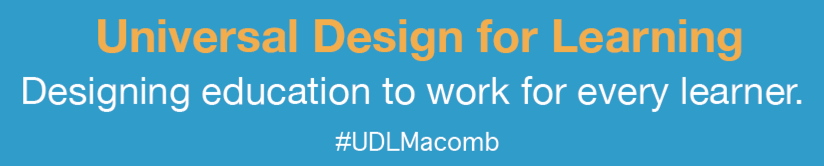 Universal Design for Learning
Designing education to work for every learner.
#UDLMacomb